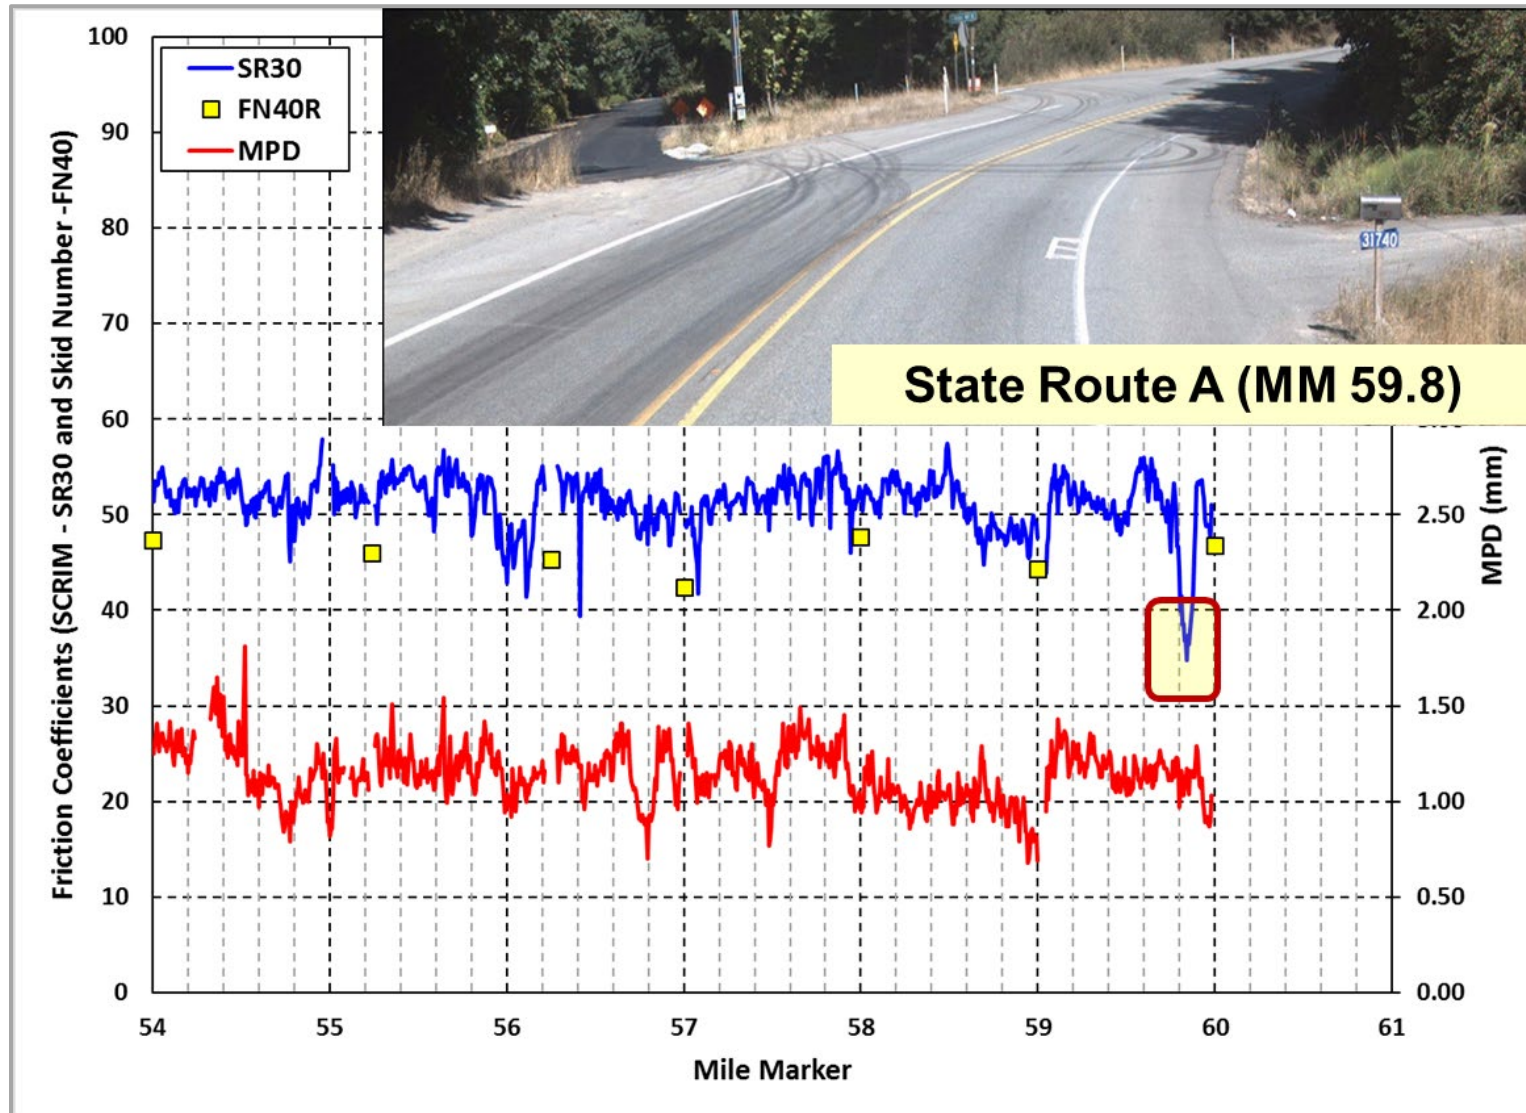 100
90
80
70
60
50
40
30
20
10
0
Friction Coefficients (SCRIM - SR30 and Skid Number -FN40)
SR30
FN40R
MPD
31740
State Route A (MM 59.8)
2.50
2.00
1.50
1.00
0.50
0.00
MPD (mm)
54 55 56 57 58 59 60 61
Mile Marker